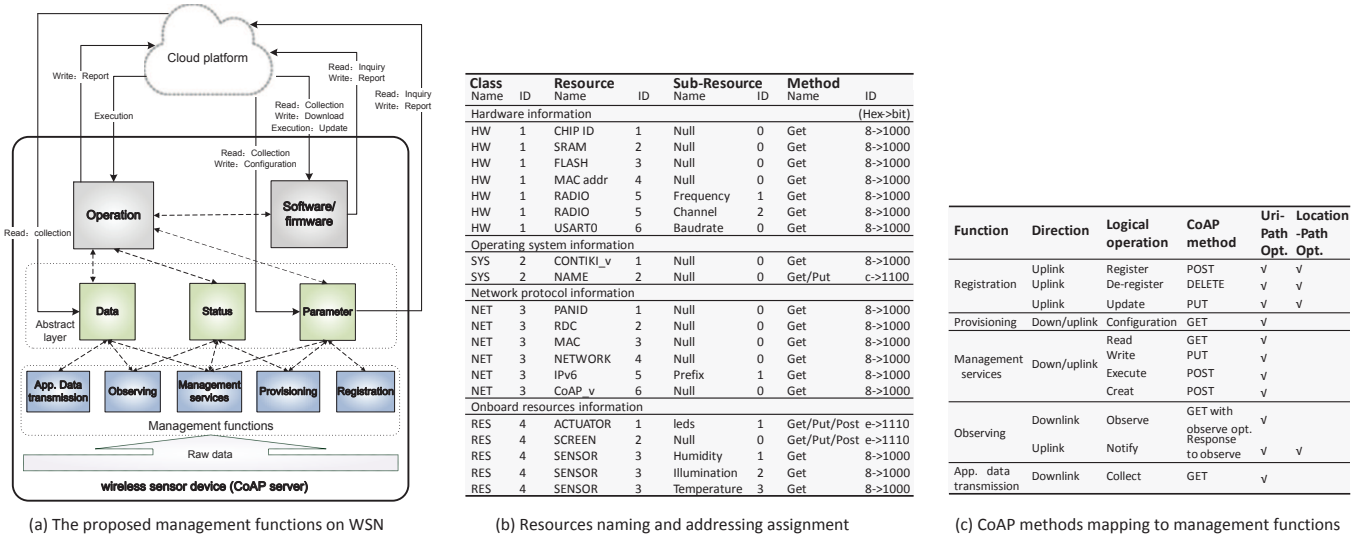 Cloud platform
Write: Report
Read: Inquiry
Write: Report
Read: Inquiry
Write: Report
Execution
Read: Collection
Write: Download
Execution: Update
Read: Collection
Write: Configuration
Operation
Software/
firmware
Read: collection
Data
Status
Parameter
Abstract
layer
App. Data
transmission
Observing
Management
services
Provisioning
Registration
Management functions
Raw data
wireless sensor device (CoAP server)
(a) The proposed management functions on WSN
Class Resource Sub-Resource Method
Name ID Name ID Name ID Name ID
Hardware information (Hex->bit)
HW 1 CHIP ID 1 Null 0 Get 8->1000
HW 1 SRAM 2 Null 0 Get 8->1000
HW 1 FLASH 3 Null 0 Get 8->1000
HW 1 MAC addr 4 Null 0 Get 8->1000
HW 1 RADIO 5 Frequency 1 Get 8->1000
HW 1 RADIO 5 Channel 2 Get 8->1000
HW 1 USART0 6 Baudrate 0 Get 8->1000
Operating system information
SYS 2 CONTIKI_v 1 Null 0 Get 8->1000
SYS 2 NAME 2 Null 0 Get/Put c->1100
Network protocol information
NET 3 PANID 1 Null 0 Get 8->1000
NET 3 RDC 2 Null 0 Get 8->1000
NET 3 MAC 3 Null 0 Get 8->1000
NET 3 NETWORK 4 Null 0 Get 8->1000
NET 3 IPv6 5 Prefix 1 Get 8->1000
NET 3 CoAP_v 6 Null 0 Get 8->1000
Onboard resources information
RES 4 ACTUATOR 1 leds 1 Get/Put/Post e->1110
RES 4 SCREEN 2 Null 0 Get/Put/Post e->1110
RES 4 SENSOR 3 Humidity 1 Get 8->1000
RES 4 SENSOR 3 Illumination 2 Get 8->1000
RES 4 SENSOR 3 Temperature 3 Get 8->1000
(b) Resources naming and addressing assignment
Function Direction Logical operation CoAP method Uri-Path Opt. Location-Path Opt.
Registration Uplink Register POST √ √
Uplink De-register DELETE √ √
Uplink Update PUT √ √
Provisioning Down/uplink Configuration GET √
Management services Down/uplink Read GET √
Write PUT √
Execute POST √
Creat POST √
Observing Downlink Observe GET with observe opt. √
Uplink Notify Response to observe √ √
App. data transmission Downlink Collect GET √
(c) CoAP methods mapping to management functions